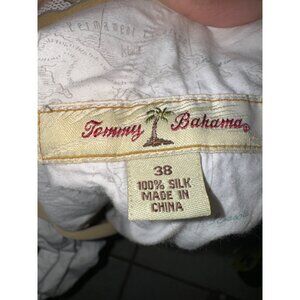 Tommy Bahama®
38
100% SILK
MADE IN
CHINA